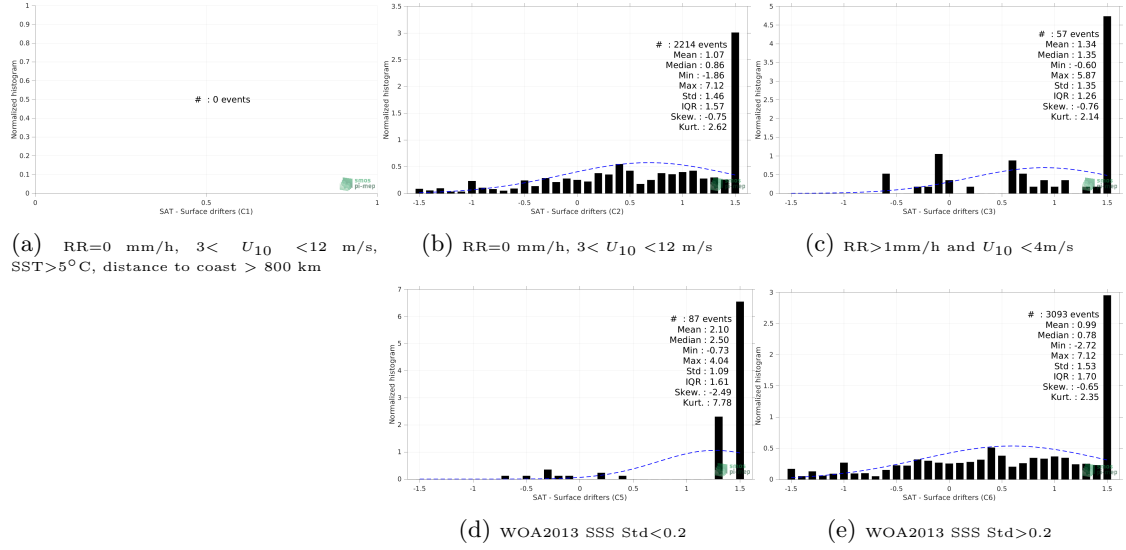 1
0.9
0.8
0.7
0.6
0.5
0.4
0.3
0.2
0.1
0
Normalized histogram
# : 0 events
smos
pi-mep
0 0.5 1
SAT - Surface drifters (C1)
(a) RR=0 mm/h, 3< U10 <12 m/s,
SST>5°C, distance to coast > 800 km
3.5
3
2.5
2
1.5
1
0.5
0
Normalized histogram
# : 2214 events
Mean : 1.07
Median : 0.86
Min : -1.86
Max : 7.12
Std : 1.46
IQR : 1.57
Skew. : -0.75
Kurt. : 2.62
pi-mep
-1.5 -1 -0.5 0 0.5 1 1.5
SAT - Surface drifters (C2)
(b) RR=0 mm/h, 3< U10 <12 m/s
5
4.5
4
3.5
3
2.5
2
1.5
1
0.5
0
Normalized histogram
# : 57 events
Mean : 1.34
Median : 1.35
Min : -0.60
Max : 5.87
Std : 1.35
IQR : 1.26
Skew. : -0.76
Kurt. : 2.14
pi-mep
-1.5 -1 -0.5 0 0.5 1 1.5
SAT - Surface drifters (C3)
(c) RR>1mm/h and U10 <4m/s
7
6
5
4
3
2
1
0
Normalized histogram
# : 87 events
Mean : 2.10
Median : 2.50
Min : -0.73
Max : 4.04
Std : 1.09
IQR : 1.61
Skew. : -2.49
Kurt. : 7.78
pi-mep
-1.5 -1 -0.5 0 0.5 1 1.5
SAT - Surface drifters (C5)
(d) WOA2013 SSS Std<0.2
3
2.5
2
1.5
1
0.5
0
Normalized histogram
# : 3093 events
Mean : 0.99
Median : 0.78
Min : -2.72
Max : 7.12
Std : 1.53
IQR : 1.70
Skew. : -0.65
Kurt. : 2.35
pi-mep
-1.5 -1 -0.5 0 0.5 1 1.5
SAT - Surface drifters (C6)
(e) WOA2013 SSS Std>0.2